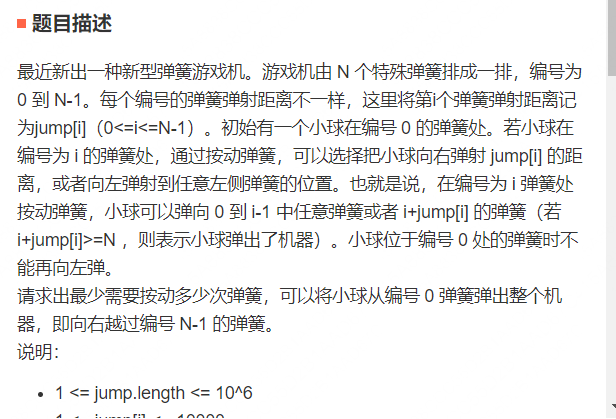 题目描述
最近新出一种新型弹簧游戏机。游戏机由 N 个特殊弹簧排成一排，编号为
0 到 N-1。每个编号的弹簧弹射距离不一样，这里将第i个弹簧弹射距离记
为jump[i]（0<=i<=N-1）。初始有一个小球在编号 0 的弹簧处。若小球在
编号为 i 的弹簧处，通过按动弹簧，可以选择把小球向右弹射 jump[i] 的距
离，或者向左弹射到任意左侧弹簧的位置。也就是说，在编号为 i 弹簧处
按动弹簧，小球可以弹向 0 到 i-1 中任意弹簧或者 i+jump[i] 的弹簧（若
i+jump[i]>=N ，则表示小球弹出了机器）。小球位于编号 0 处的弹簧时不
能再向左弹。
请求出最少需要按动多少次弹簧，可以将小球从编号 0 弹簧弹出整个机
器，即向右越过编号 N-1 的弹簧。
说明：
1 <= jump.length <= 10^6